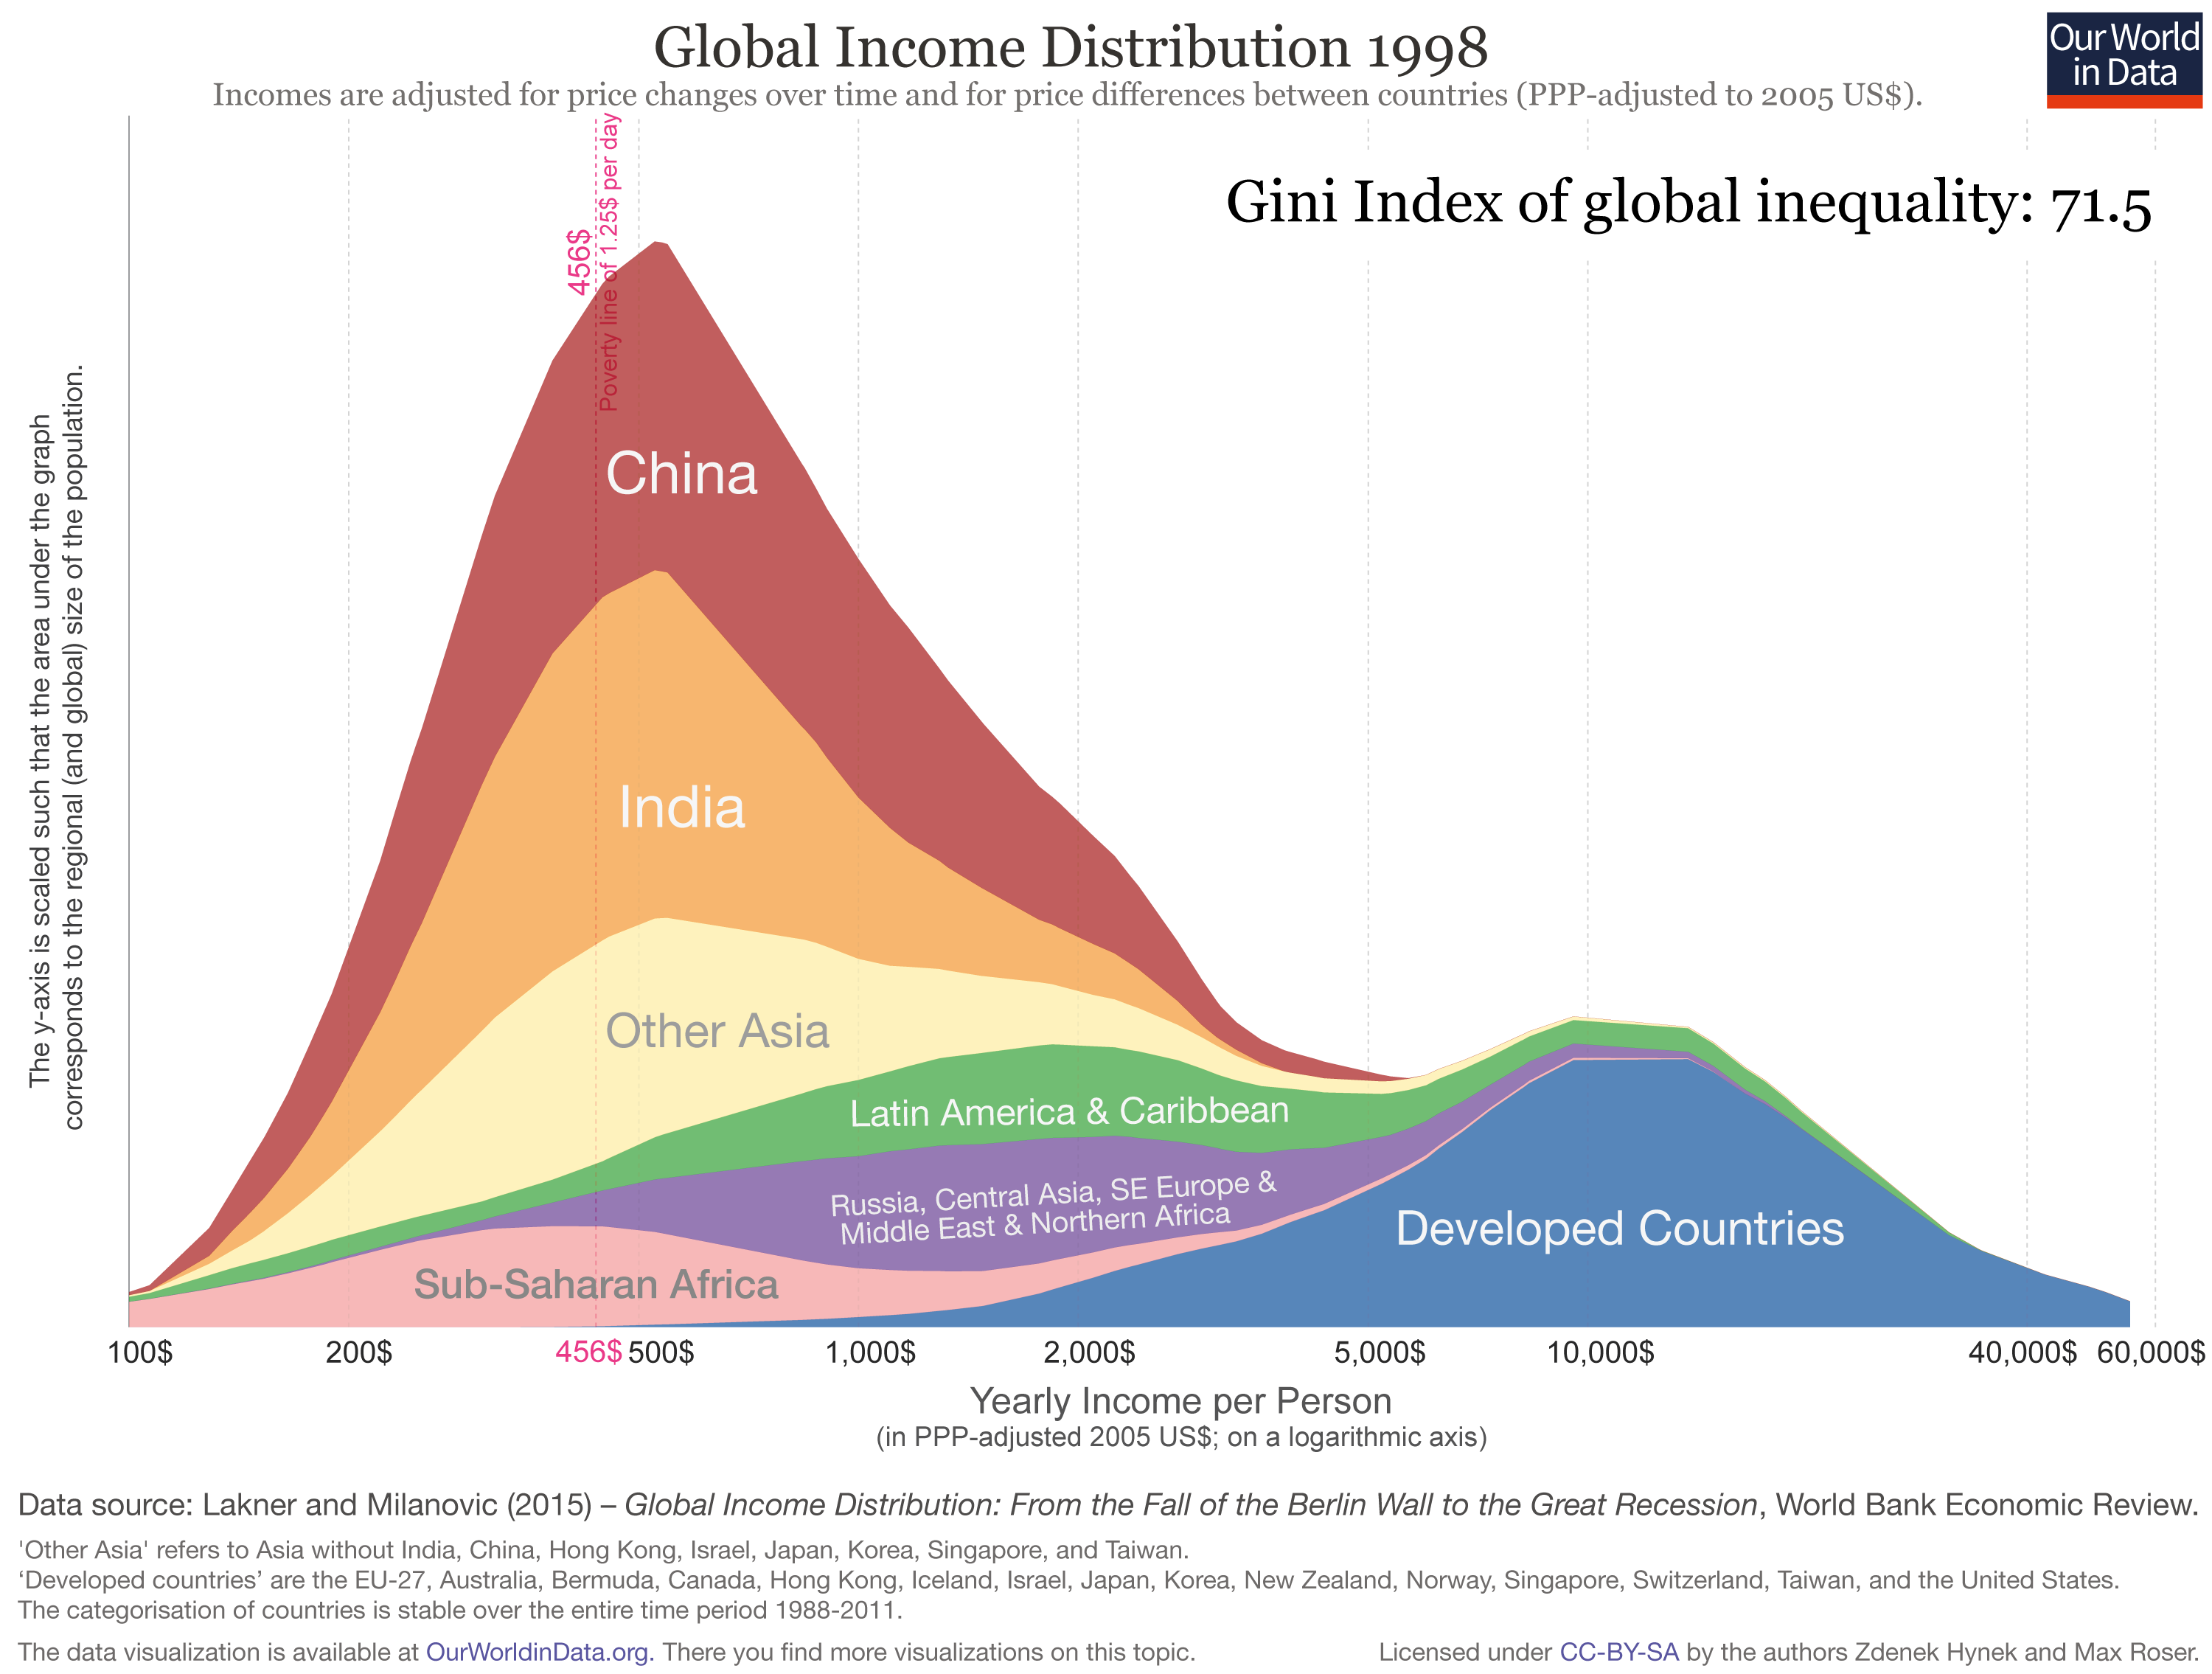 Global Income Distribution 1998
Incomes are adjusted for price changes over time and for price differences between countries (PPP-adjusted to 2005 US$).
Our World
in Data
Gini Index of global inequality: 71.5
456$
Poverty line of 1.25$ per day
The y-axis is scaled such that the area under the graph
corresponds to the regional (and global) size of the population.
China
India
Other Asia
Latin America & Caribbean
Russia, Central Asia, SE Europe &
Middle East & Northern Africa
Developed Countries
Sub-Saharan Africa
100$ 200$ 456$ 500$ 1,000$ 2,000$ 5,000$ 10,000$ 40,000$ 60,000$
Yearly Income per Person
(in PPP-adjusted 2005 US$; on a logarithmic axis)
Data source: Lakner and Milanovic (2015) – Global Income Distribution: From the Fall of the Berlin Wall to the Great Recession, World Bank Economic Review.
'Other Asia' refers to Asia without India, China, Hong Kong, Israel, Japan, Korea, Singapore, and Taiwan.
‘Developed countries’ are the EU-27, Australia, Bermuda, Canada, Hong Kong, Iceland, Israel, Japan, Korea, New Zealand, Norway, Singapore, Switzerland, Taiwan, and the United States.
The categorisation of countries is stable over the entire time period 1988-2011.
The data visualization is available at OurWorldinData.org. There you find more visualizations on this topic.
Licensed under CC-BY-SA by the authors Zdenek Hynek and Max Roser.